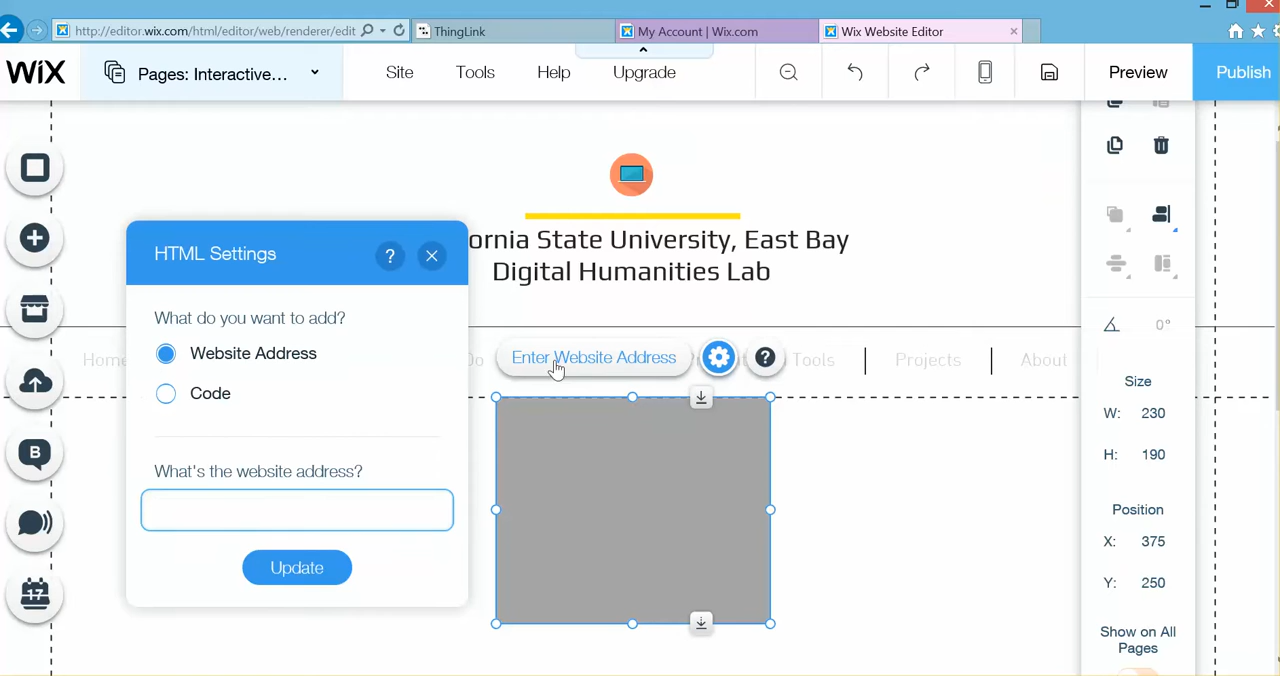 http://editor.wix.com/html/editor/web/renderer/edit
ThingLink
My Account | Wix.com
Wix Website Editor
WiX
Pages: Interactive...
Site
Tools
Help
Upgrade
Preview
Publish
ornia State University, East Bay
Digital Humanities Lab
HTML Settings
?
What do you want to add?
Website Address
Code
What's the website address?
Update
Home
Do
Enter Website Address
?
Tools
Projects
About
B
17
0°
Size
W: 230
H: 190
Position
X: 375
Y: 250
Show on All
Pages